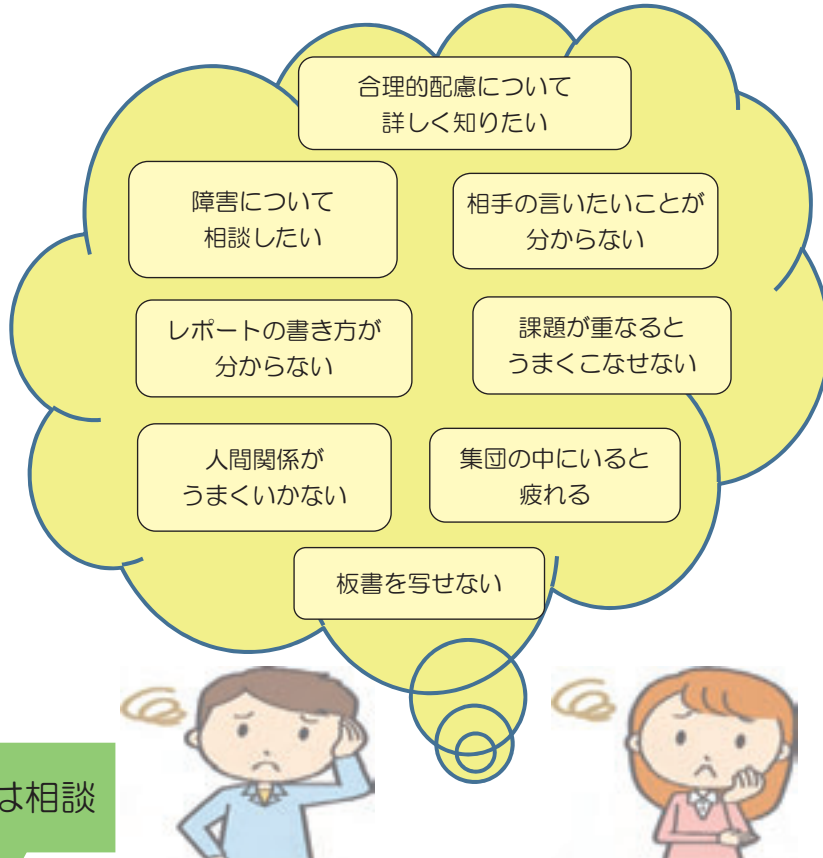 合理的配慮について
詳しく知りたい
障害について
相談したい
相手の言いたいことが
分からない
レポートの書き方が
分からない
課題が重なると
うまくこなせない
人間関係が
うまくいかない
集団の中にいると
疲れる
板書を写せない
は相談